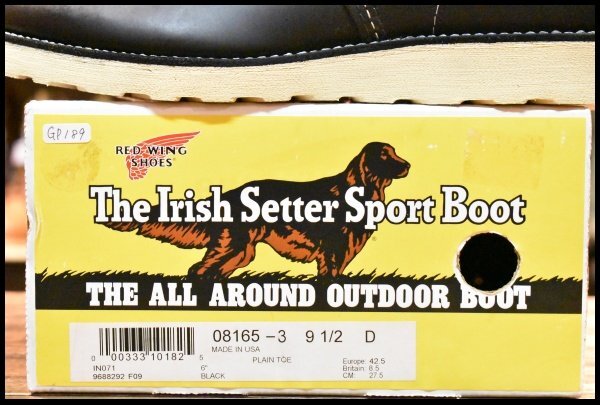 GP189
RED WING
SHOES
The Irish Setter Sport Boot
THE ALL AROUND OUTDOOR BOOT
08165-3 9 1/2 D
MADE IN USA
PLAIN TOE
0 00333 10182 5
IN071 6"
9688292 F09 BLACK
Europe: 42.5
Britain: 8.5
CM: 27.5